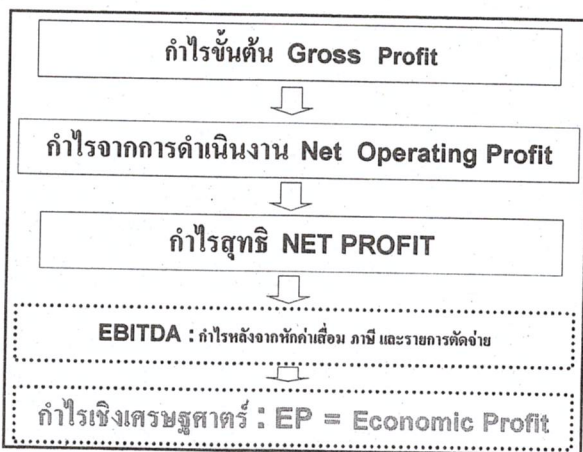 กำไรขั้นต้น Gross Profit
กำไรจากการดำเนินงาน Net Operating Profit
กำไรสุทธิ NET PROFIT
EBITDA : กำไรหลังจากหักค่าเสื่อม ภาษี และรายการตัดจ่าย
กำไรเชิงเศรษฐศาตร์ : EP = Economic Profit